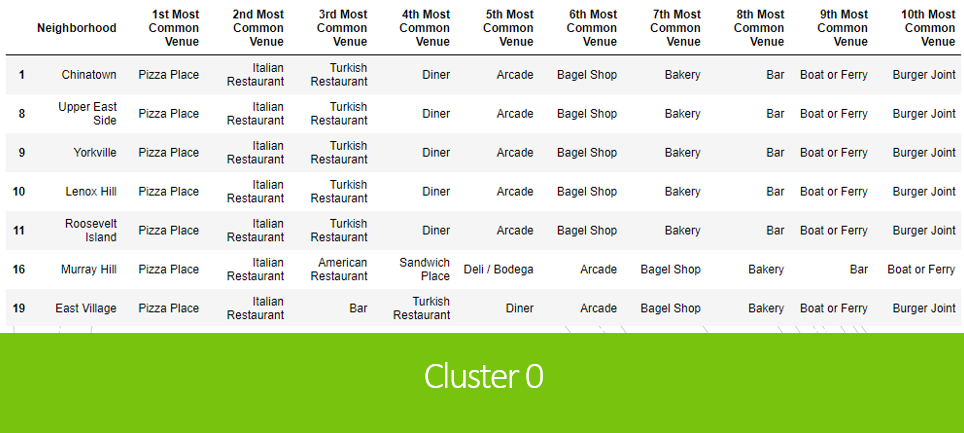 Neighborhood 1st Most Common Venue 2nd Most Common Venue 3rd Most Common Venue 4th Most Common Venue 5th Most Common Venue 6th Most Common Venue 7th Most Common Venue 8th Most Common Venue 9th Most Common Venue 10th Most Common Venue
1 Chinatown Pizza Place Italian Restaurant Turkish Restaurant Diner Arcade Bagel Shop Bakery Bar Boat or Ferry Burger Joint
8 Upper East Side Pizza Place Italian Restaurant Turkish Restaurant Diner Arcade Bagel Shop Bakery Bar Boat or Ferry Burger Joint
9 Yorkville Pizza Place Italian Restaurant Turkish Restaurant Diner Arcade Bagel Shop Bakery Bar Boat or Ferry Burger Joint
10 Lenox Hill Pizza Place Italian Restaurant Turkish Restaurant Diner Arcade Bagel Shop Bakery Bar Boat or Ferry Burger Joint
11 Roosevelt Island Pizza Place Italian Restaurant Turkish Restaurant Diner Arcade Bagel Shop Bakery Bar Boat or Ferry Burger Joint
16 Murray Hill Pizza Place Italian Restaurant American Restaurant Sandwich Place Deli / Bodega Arcade Bagel Shop Bakery Bar Boat or Ferry
19 East Village Pizza Place Italian Restaurant Bar Turkish Restaurant Diner Arcade Bagel Shop Bakery Boat or Ferry Burger Joint
Cluster 0